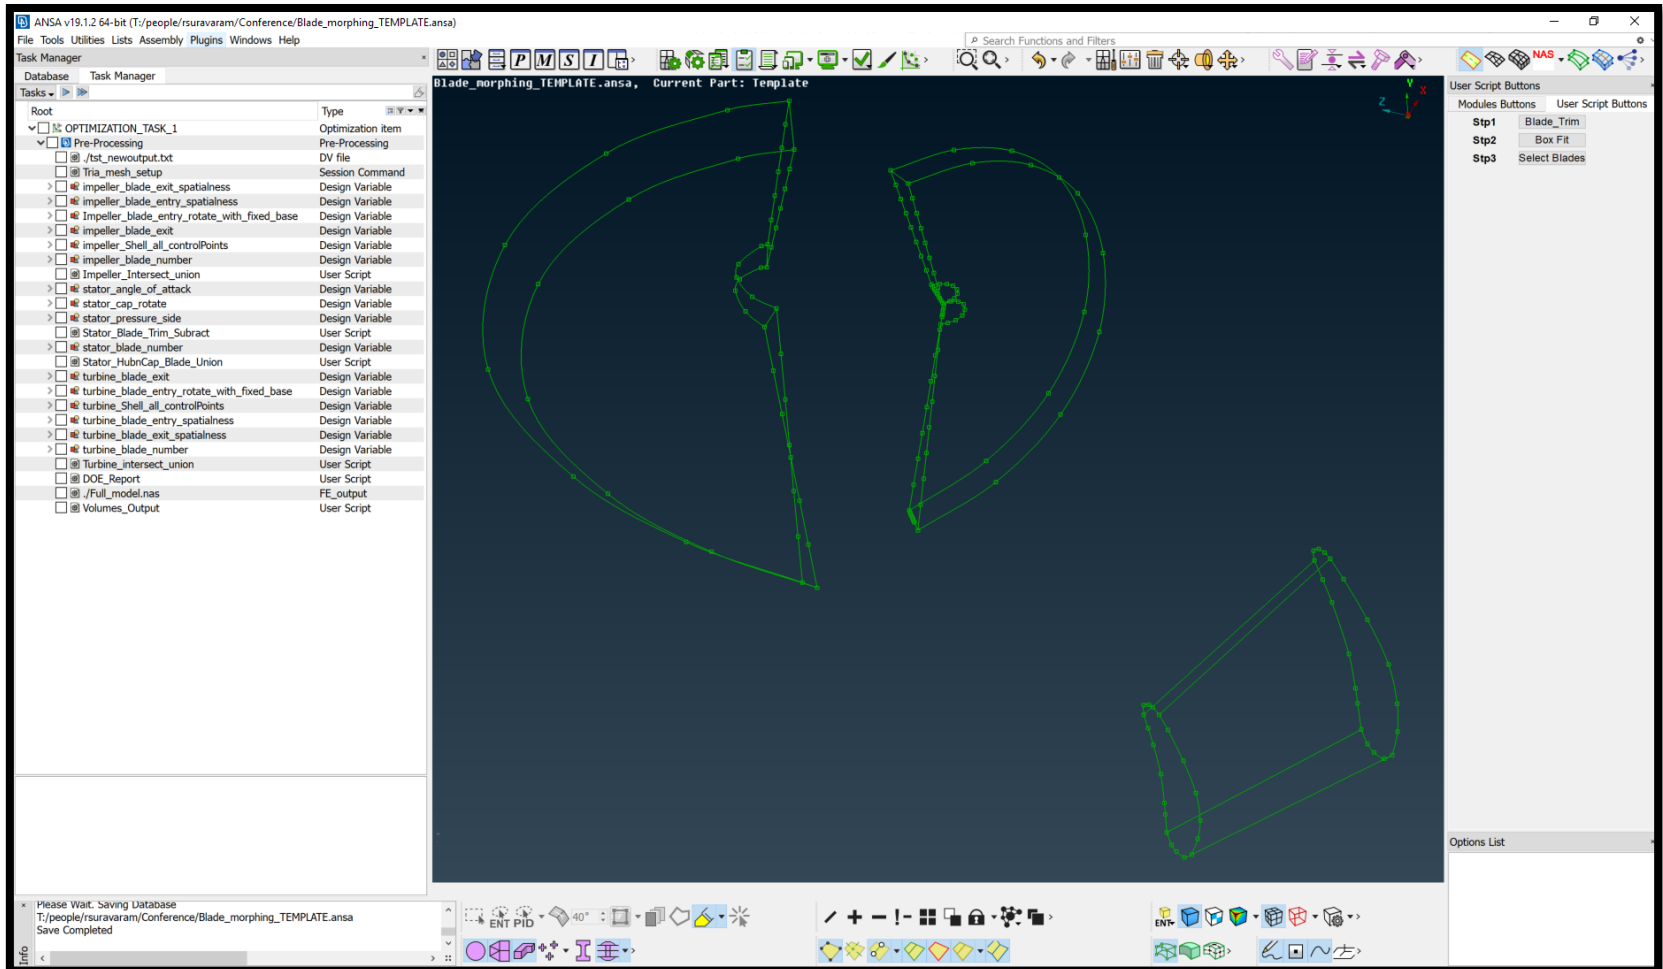 ANSA v19.1.2 64-bit (T:/people/rsuravaram/Conference/Blade_morphing_TEMPLATE.ansa)
File Tools Utilities Lists Assembly Plugins Windows Help
Search Functions and Filters
Task Manager
Database Task Manager
Tasks
Root Type
OPTIMIZATION_TASK_1 Optimization item
Pre-Processing Pre-Processing
./tst_newoutput.txt DV file
Tria_mesh_setup Session Command
impeller_blade_exit_spatialness Design Variable
impeller_blade_entry_spatialness Design Variable
Impeller_blade_entry_rotate_with_fixed_base Design Variable
impeller_blade_exit Design Variable
impeller_Shell_all_controlPoints Design Variable
impeller_blade_number Design Variable
Impeller_Intersect_union User Script
stator_angle_of_attack Design Variable
stator_cap_rotate Design Variable
stator_pressure_side Design Variable
Stator_Blade_Trim_Subract User Script
stator_blade_number Design Variable
Stator_HubnCap_Blade_Union User Script
turbine_blade_exit Design Variable
turbine_blade_entry_rotate_with_fixed_base Design Variable
turbine_Shell_all_controlPoints Design Variable
turbine_blade_entry_spatialness Design Variable
turbine_blade_exit_spatialness Design Variable
turbine_blade_number Design Variable
Turbine_intersect_union User Script
DOE_Report User Script
./Full_model.nas FE_output
Volumes_Output User Script
P M S I
NAS
Blade_morphing_TEMPLATE.ansa, Current Part: Template
Y
X
Z
User Script Buttons
Modules Buttons User Script Buttons
Stp1 Blade_Trim
Stp2 Box Fit
Stp3 Select Blades
Options List
Please Wait. Saving Database
T:/people/rsuravaram/Conference/Blade_morphing_TEMPLATE.ansa
Save Completed
Info
ENT PID
40°
ENT